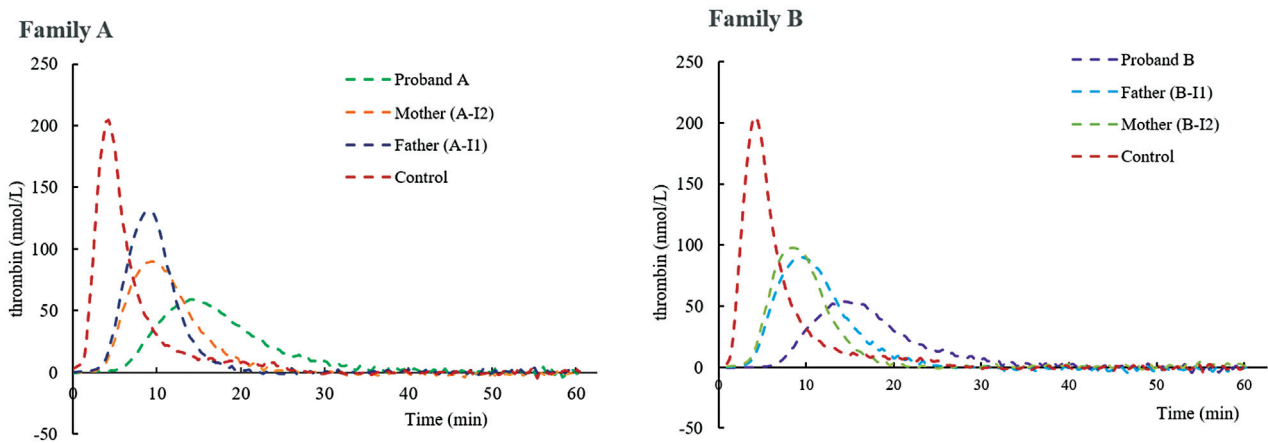 Family A
250
200
150
100
50
0
-50
thrombin (nmol/L)
0 10 20 30 40 50 60
Time (min)
Proband A
Mother (A-I2)
Father (A-I1)
Control
Family B
250
200
150
100
50
0
-50
thrombin (nmol/L)
0 10 20 30 40 50 60
Time (min)
Proband B
Father (B-I1)
Mother (B-I2)
Control